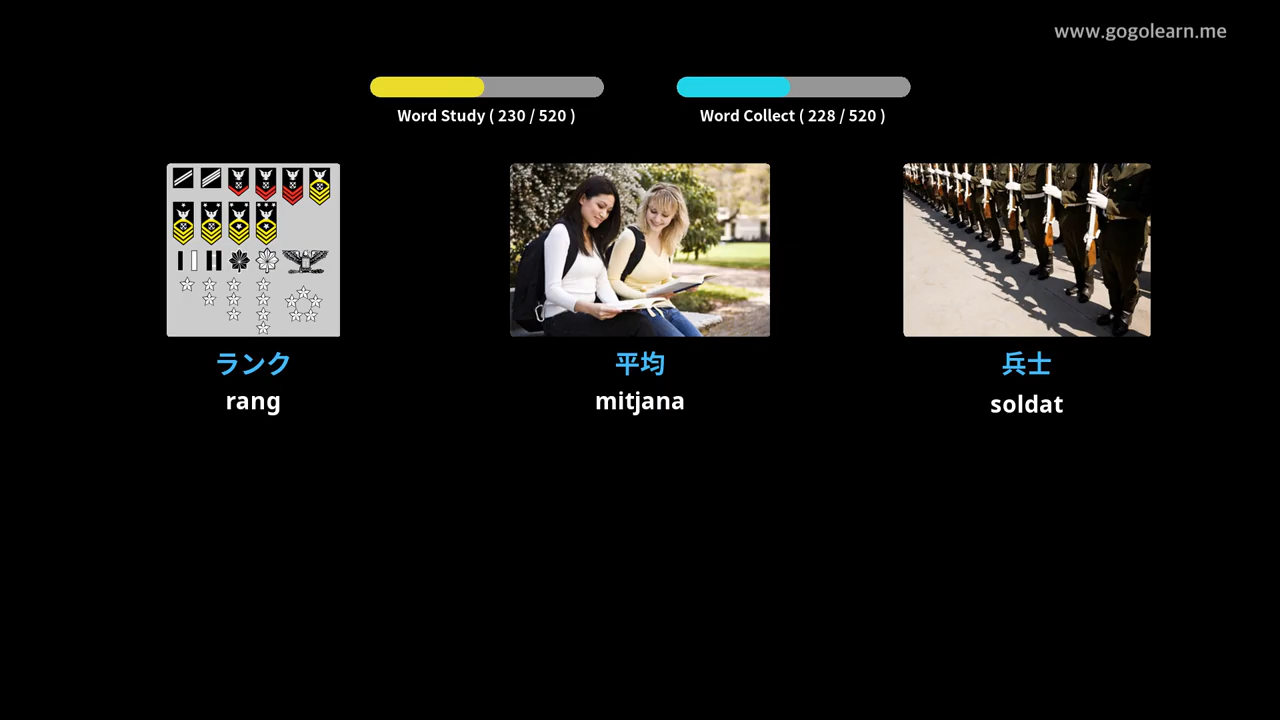 www.gogolearn.me
Word Study ( 230 / 520 )
Word Collect ( 228 / 520 )
ランク
rang
平均
mitjana
兵士
soldat